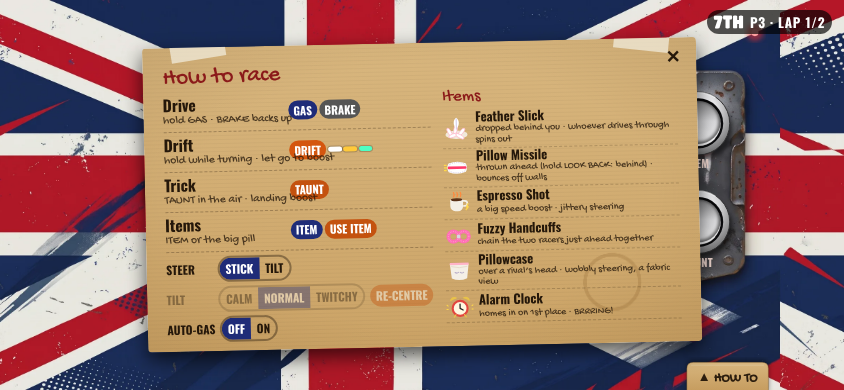 7TH P3 · LAP 1/2
How to race
Drive
hold GAS · BRAKE backs up
GAS BRAKE
Drift
hold while turning · let go to boost
DRIFT
Trick
TAUNT in the air · landing boost
TAUNT
Items
ITEM or the big pill
ITEM USE ITEM
STEER STICK TILT
TILT CALM NORMAL TWITCHY RE-CENTRE
AUTO-GAS OFF ON
Items
Feather Slick
dropped behind you · whoever drives through
spins out
Pillow Missile
thrown ahead (hold LOOK BACK: behind) ·
bounces off walls
Espresso Shot
a big speed boost · jittery steering
Fuzzy Handcuffs
chain the two racers just ahead together
Pillowcase
over a rival's head · wobbly steering, a fabric
view
Alarm Clock
homes in on 1st place · BRRRING!
✕
▲ HOW TO